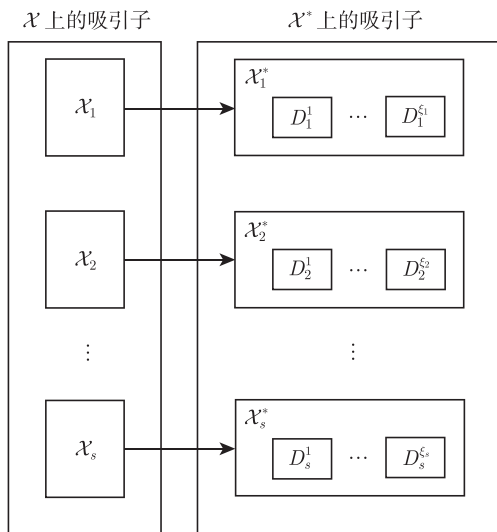 𝒳 上的吸引子 𝒳* 上的吸引子
𝒳₁ 𝒳₁*
D₁¹ ··· D₁^{ξ₁}
𝒳₂ 𝒳₂*
D₂¹ ··· D₂^{ξ₂}
⋮ ⋮
𝒳ₛ 𝒳ₛ*
Dₛ¹ ··· Dₛ^{ξₛ}